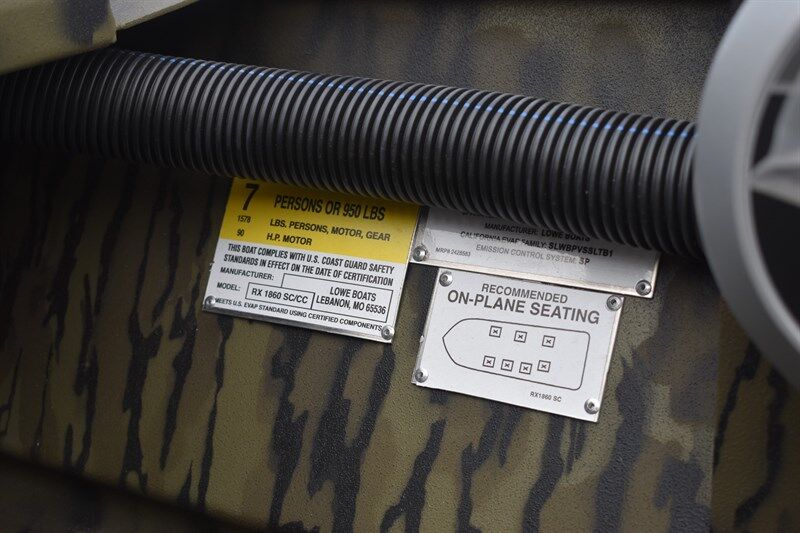 7 PERSONS OR 950 LBS
1578 LBS. PERSONS, MOTOR, GEAR
90 H.P. MOTOR
THIS BOAT COMPLIES WITH U.S. COAST GUARD SAFETY
STANDARDS IN EFFECT ON THE DATE OF CERTIFICATION
MANUFACTURER:
LOWE BOATS
LEBANON, MO 65536
MODEL: RX 1860 SC/CC
MEETS U.S. EVAP STANDARD USING CERTIFIED COMPONENTS
MANUFACTURER: LOWE BOATS
CALIFORNIA EVAP FAMILY: SLWBPVSSLTB1
EMISSION CONTROL SYSTEM: SP
MRP# 2428563
RECOMMENDED
ON-PLANE SEATING
RX1860 SC